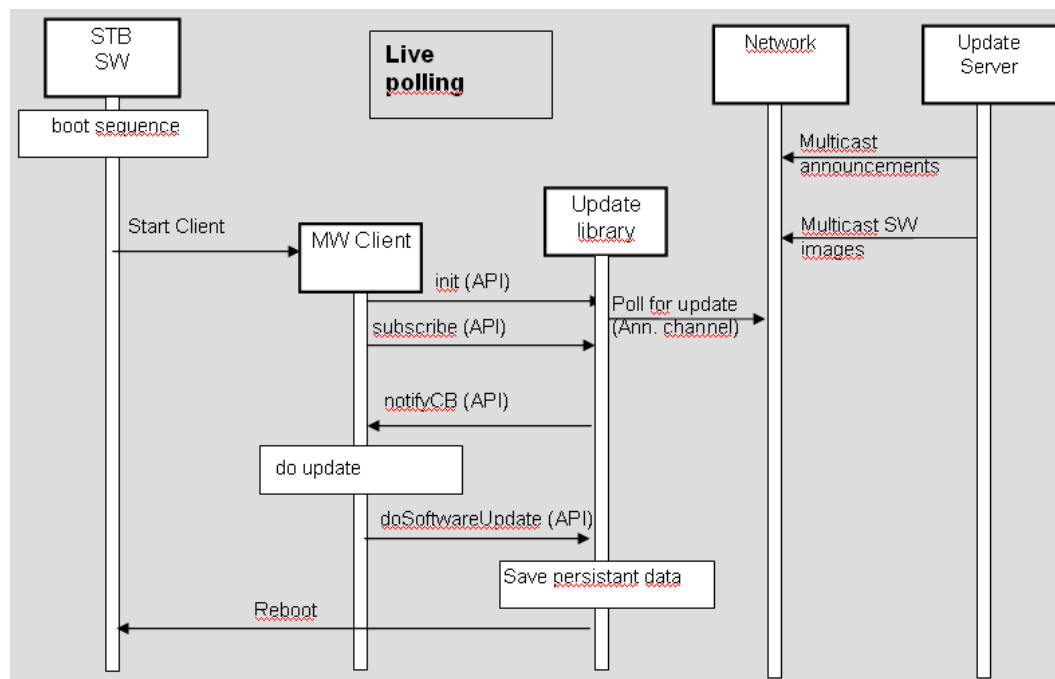 STB
SW
Live
polling
Network
Update
Server
boot sequence
Multicast
announcements
Update
library
Start Client
MW Client
Multicast SW
images
init (API)
Poll for update
(Ann. channel)
subscribe (API)
notifyCB (API)
do update
doSoftwareUpdate (API)
Save persistant data
Reboot